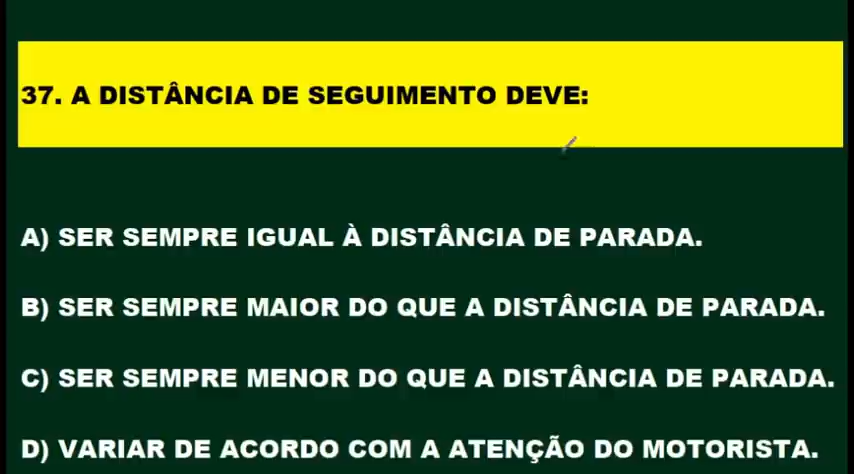 37. A DISTÂNCIA DE SEGUIMENTO DEVE:
A) SER SEMPRE IGUAL À DISTÂNCIA DE PARADA.
B) SER SEMPRE MAIOR DO QUE A DISTÂNCIA DE PARADA.
C) SER SEMPRE MENOR DO QUE A DISTÂNCIA DE PARADA.
D) VARIAR DE ACORDO COM A ATENÇÃO DO MOTORISTA.